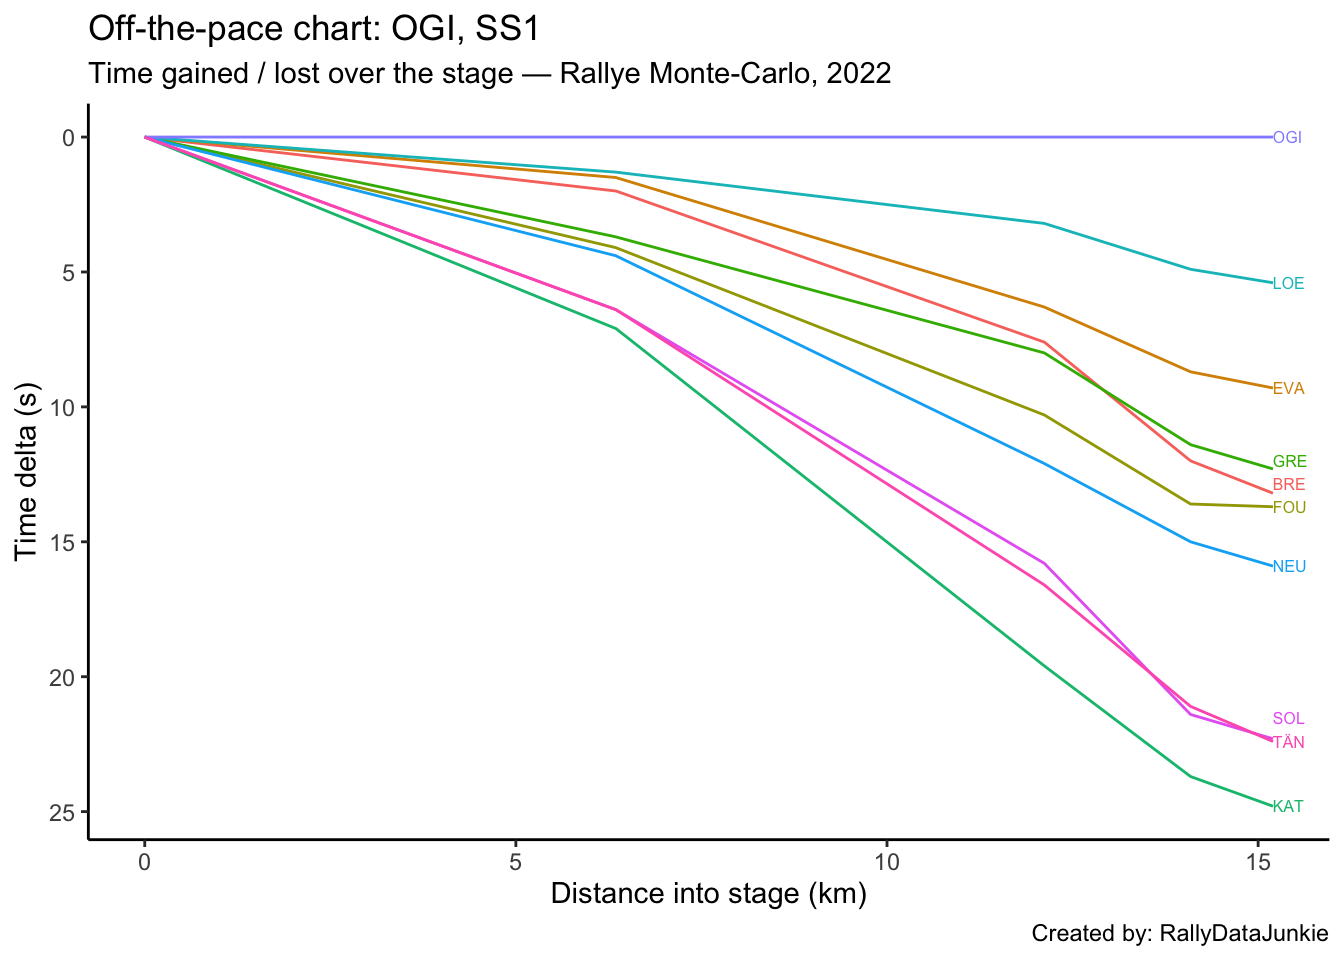 Off-the-pace chart: OGI, SS1
Time gained / lost over the stage — Rallye Monte-Carlo, 2022
Time delta (s)
0
5
10
15
20
25
OGI
LOE
EVA
GRE
BRE
FOU
NEU
SOL
TÄN
KAT
0 5 10 15
Distance into stage (km)
Created by: RallyDataJunkie